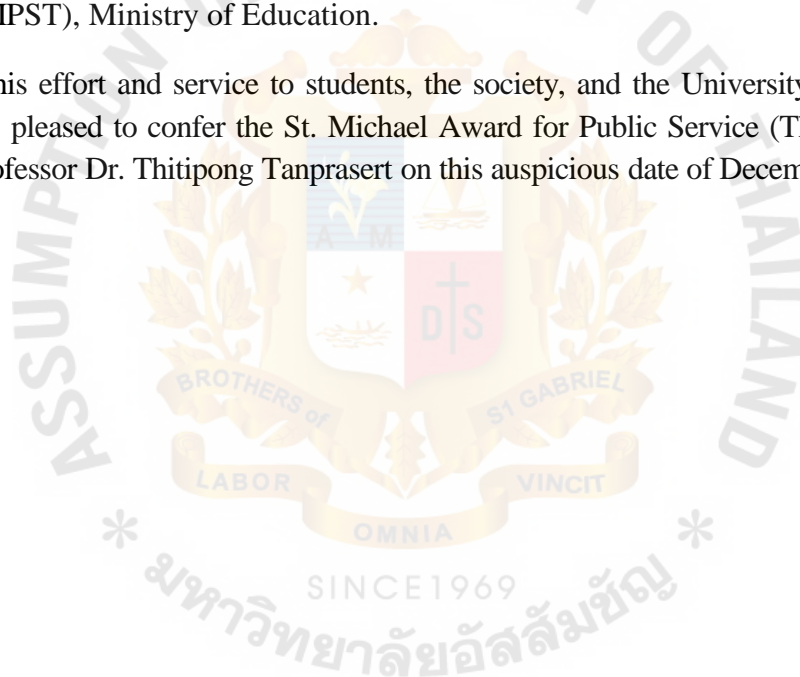 IPST), Ministry of Education.
his effort and service to students, the society, and the University
pleased to confer the St. Michael Award for Public Service (T
ofessor Dr. Thitipong Tanprasert on this auspicious date of Decem
ASSUMPTION
OF THAILAND
A M
D S
BROTHERS of
ST GABRIEL
LABOR
VINCIT
OMNIA
SINCE1969
มหาวิทยาลัยอัสสัมชัญ